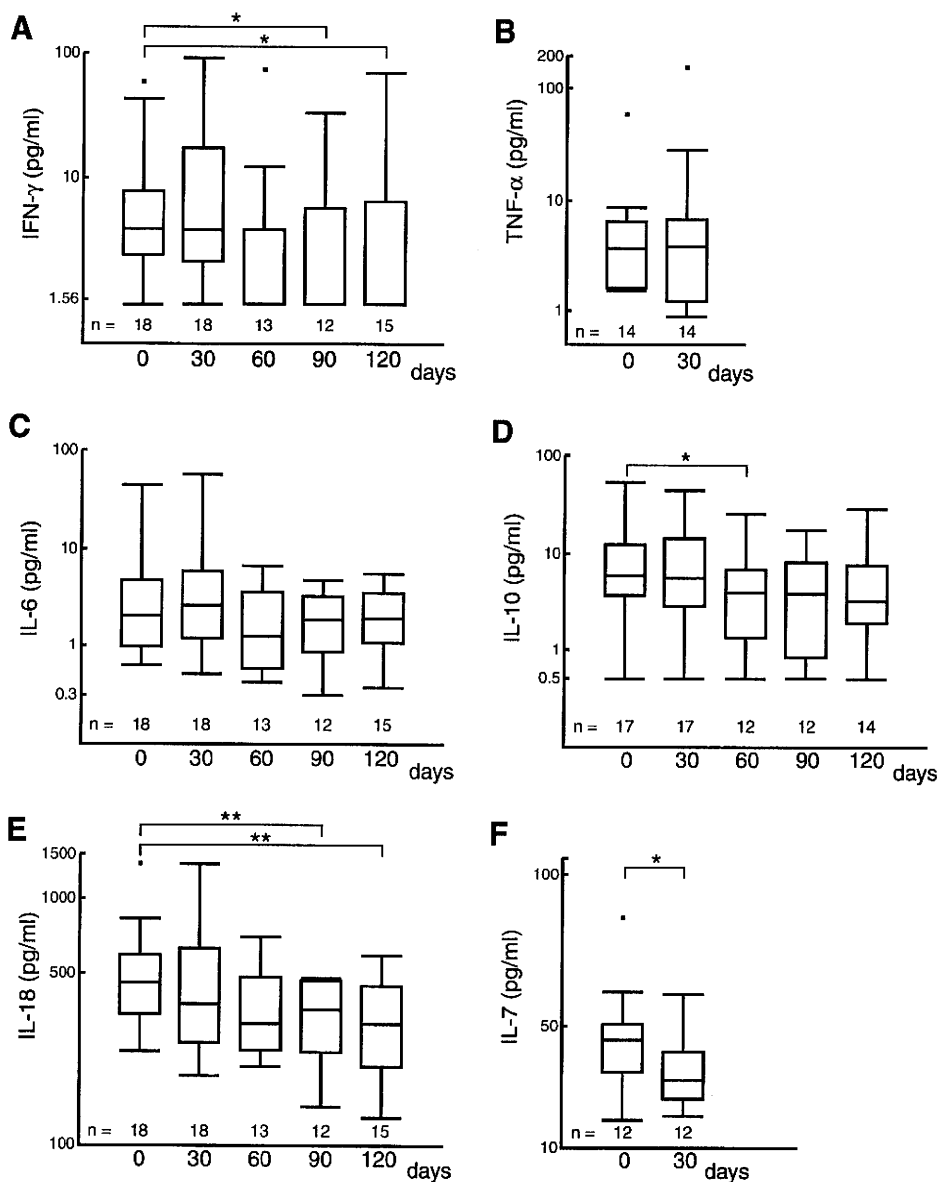 A
*
*
100
10
1.56
IFN-γ (pg/ml)
n = 18 18 13 12 15
0 30 60 90 120 days
B
200
100
10
1
TNF-α (pg/ml)
n = 14 14
0 30 days
C
100
10
1
0.3
IL-6 (pg/ml)
n = 18 18 13 12 15
0 30 60 90 120 days
D
*
100
10
1
0.5
IL-10 (pg/ml)
n = 17 17 12 12 14
0 30 60 90 120 days
E
**
**
1500
1000
500
100
IL-18 (pg/ml)
n = 18 18 13 12 15
0 30 60 90 120 days
F
*
100
50
10
IL-7 (pg/ml)
n = 12 12
0 30 days